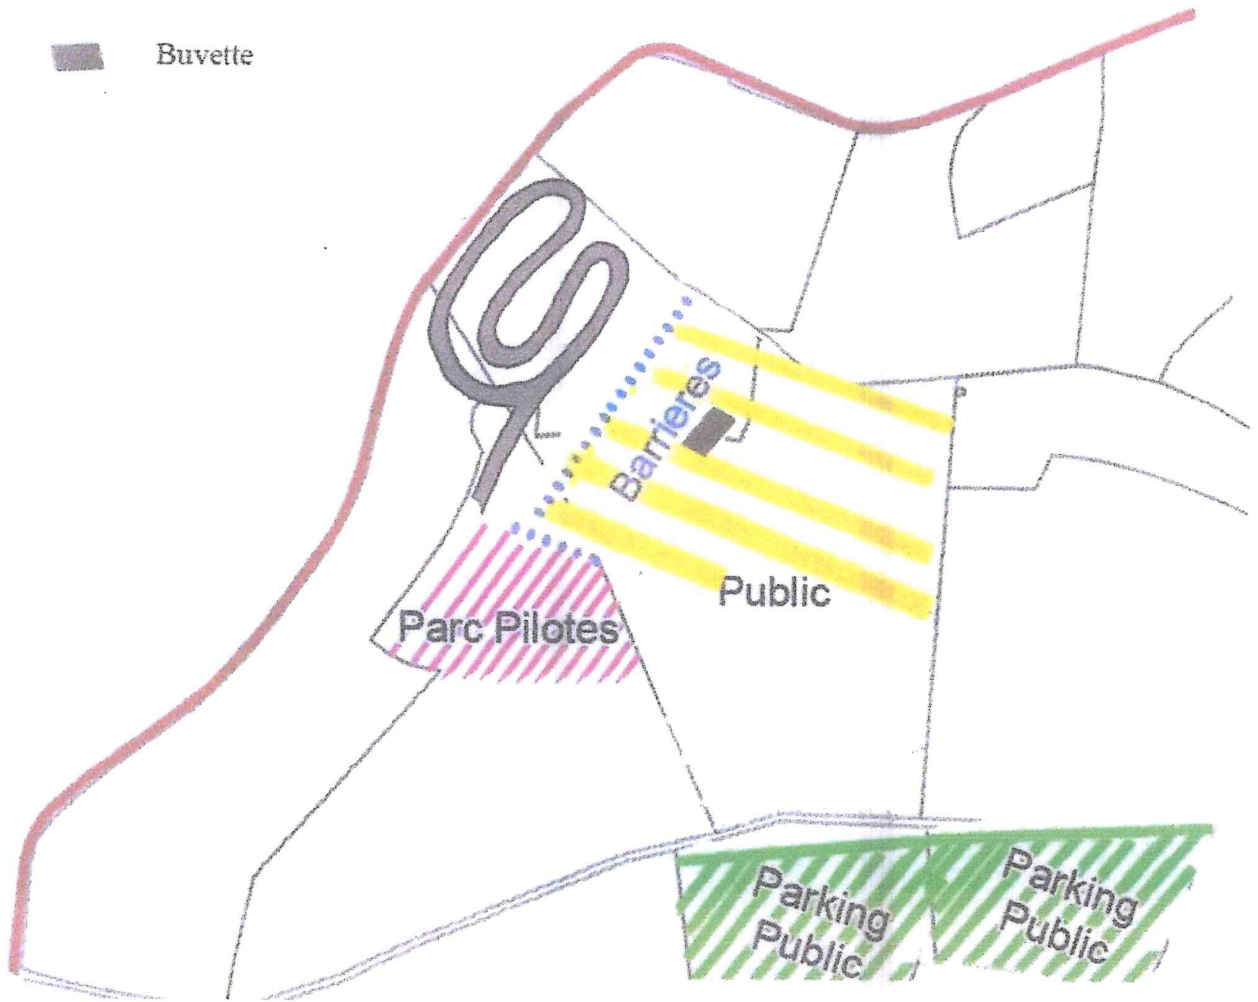 Buvette
Barrieres
Public
Parc Pilotes
Parking
Public
Parking
Public